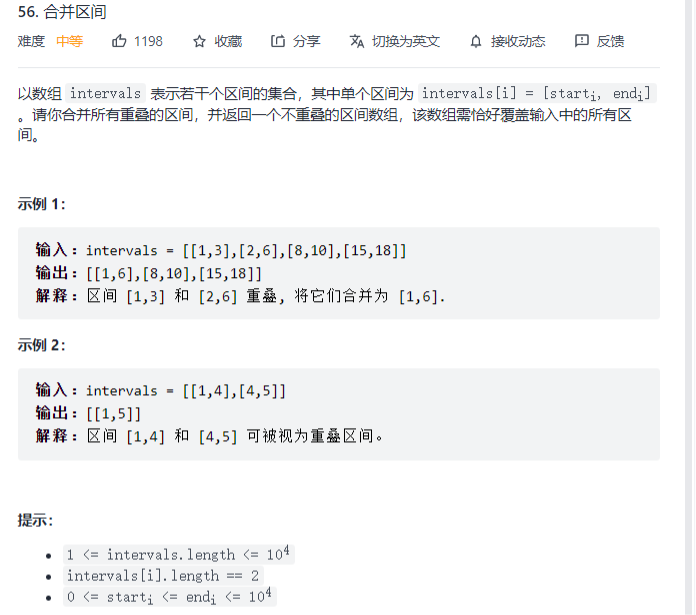 56. 合并区间
难度 中等 1198 收藏 分享 切换为英文 接收动态 反馈
以数组 intervals 表示若干个区间的集合，其中单个区间为 intervals[i] = [starti, endi]
。请你合并所有重叠的区间，并返回一个不重叠的区间数组，该数组需恰好覆盖输入中的所有区
间。
示例 1：
输入：intervals = [[1,3],[2,6],[8,10],[15,18]]
输出：[[1,6],[8,10],[15,18]]
解释：区间 [1,3] 和 [2,6] 重叠, 将它们合并为 [1,6].
示例 2：
输入：intervals = [[1,4],[4,5]]
输出：[[1,5]]
解释：区间 [1,4] 和 [4,5] 可被视为重叠区间。
提示：
• 1 <= intervals.length <= 10⁴
• intervals[i].length == 2
• 0 <= starti <= endi <= 10⁴